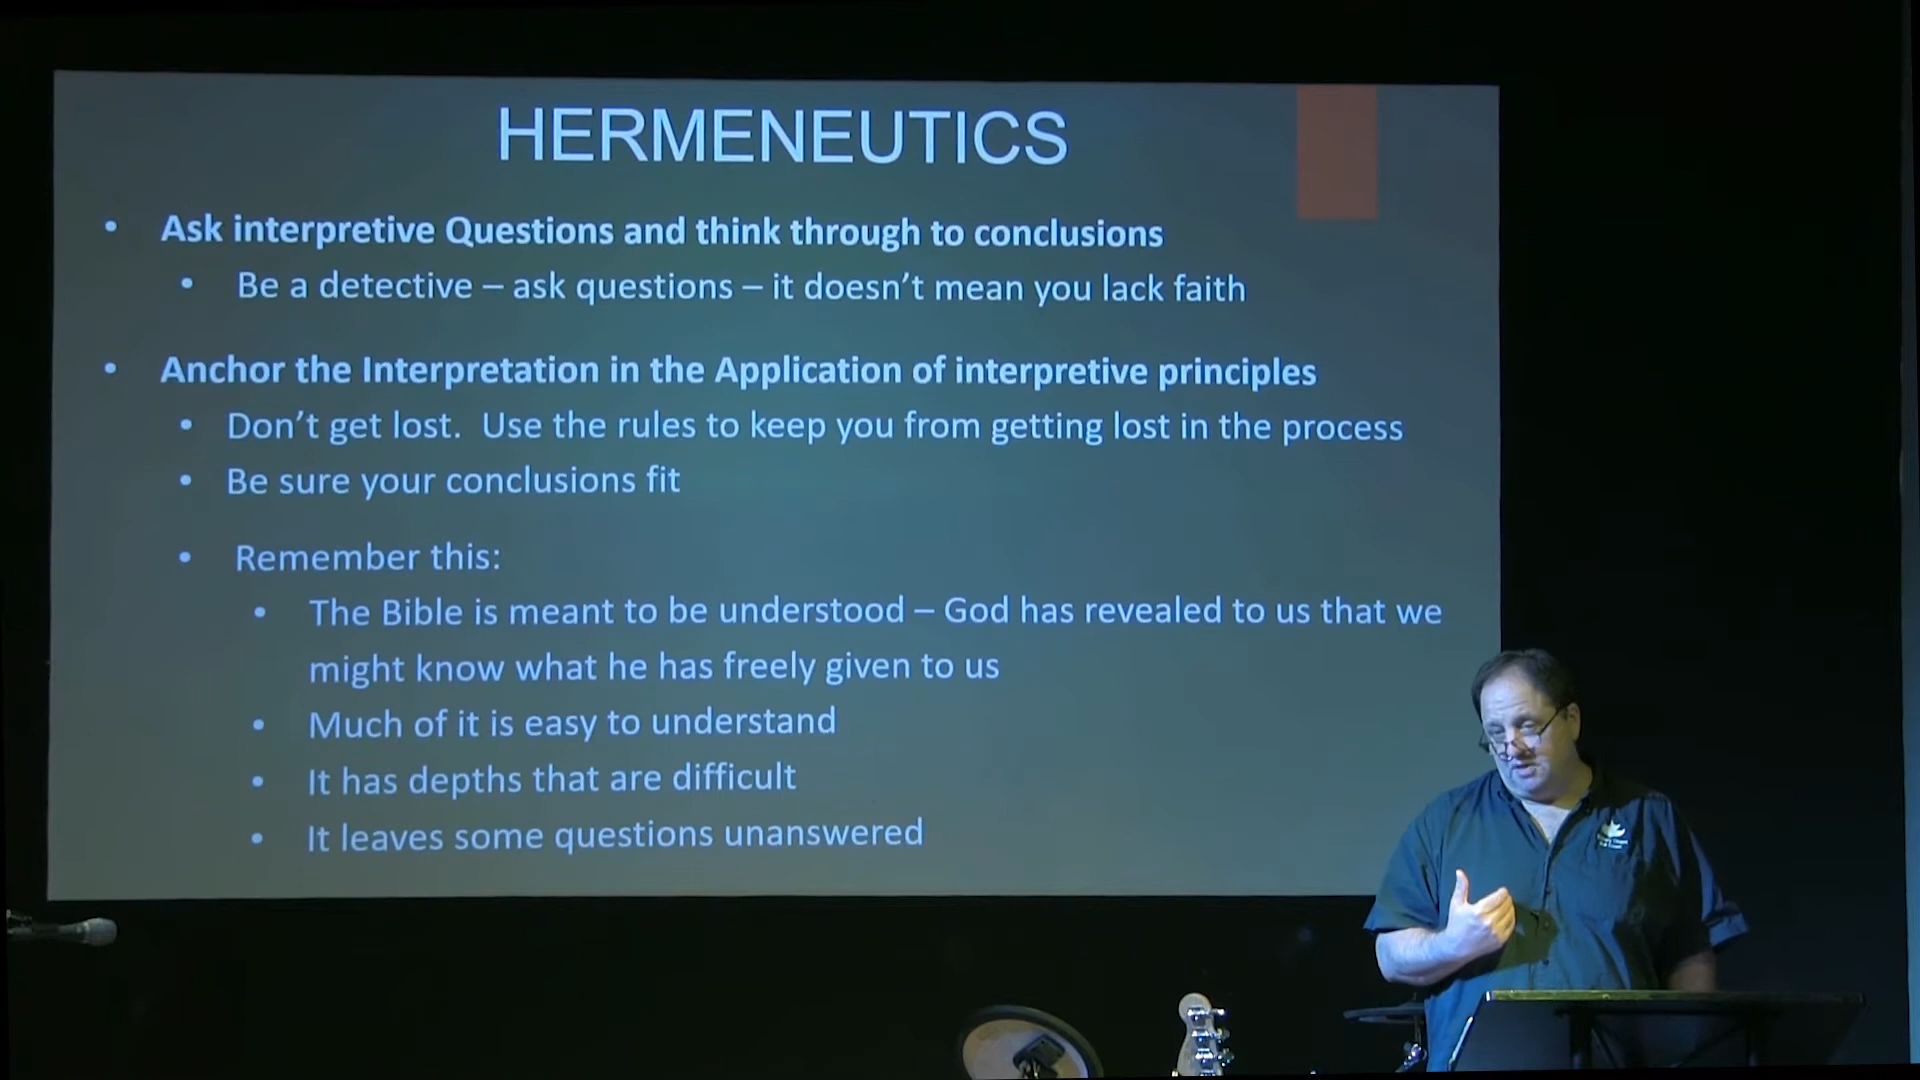 HERMENEUTICS
• Ask interpretive Questions and think through to conclusions
• Be a detective – ask questions – it doesn’t mean you lack faith
• Anchor the Interpretation in the Application of interpretive principles
• Don’t get lost.  Use the rules to keep you from getting lost in the process
• Be sure your conclusions fit
• Remember this:
• The Bible is meant to be understood – God has revealed to us that we
might know what he has freely given to us
• Much of it is easy to understand
• It has depths that are difficult
• It leaves some questions unanswered